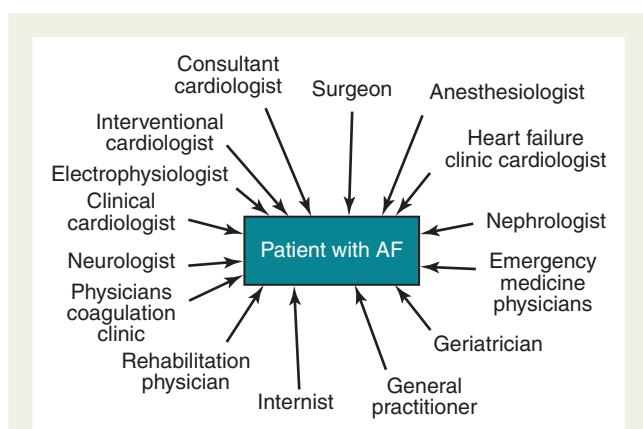 Consultant
cardiologist
Surgeon
Anesthesiologist
Interventional
cardiologist
Heart failure
clinic cardiologist
Electrophysiologist
Clinical
cardiologist
Nephrologist
Patient with AF
Neurologist
Emergency
medicine
physicians
Physicians
coagulation
clinic
Geriatrician
Rehabilitation
physician
Internist
General
practitioner